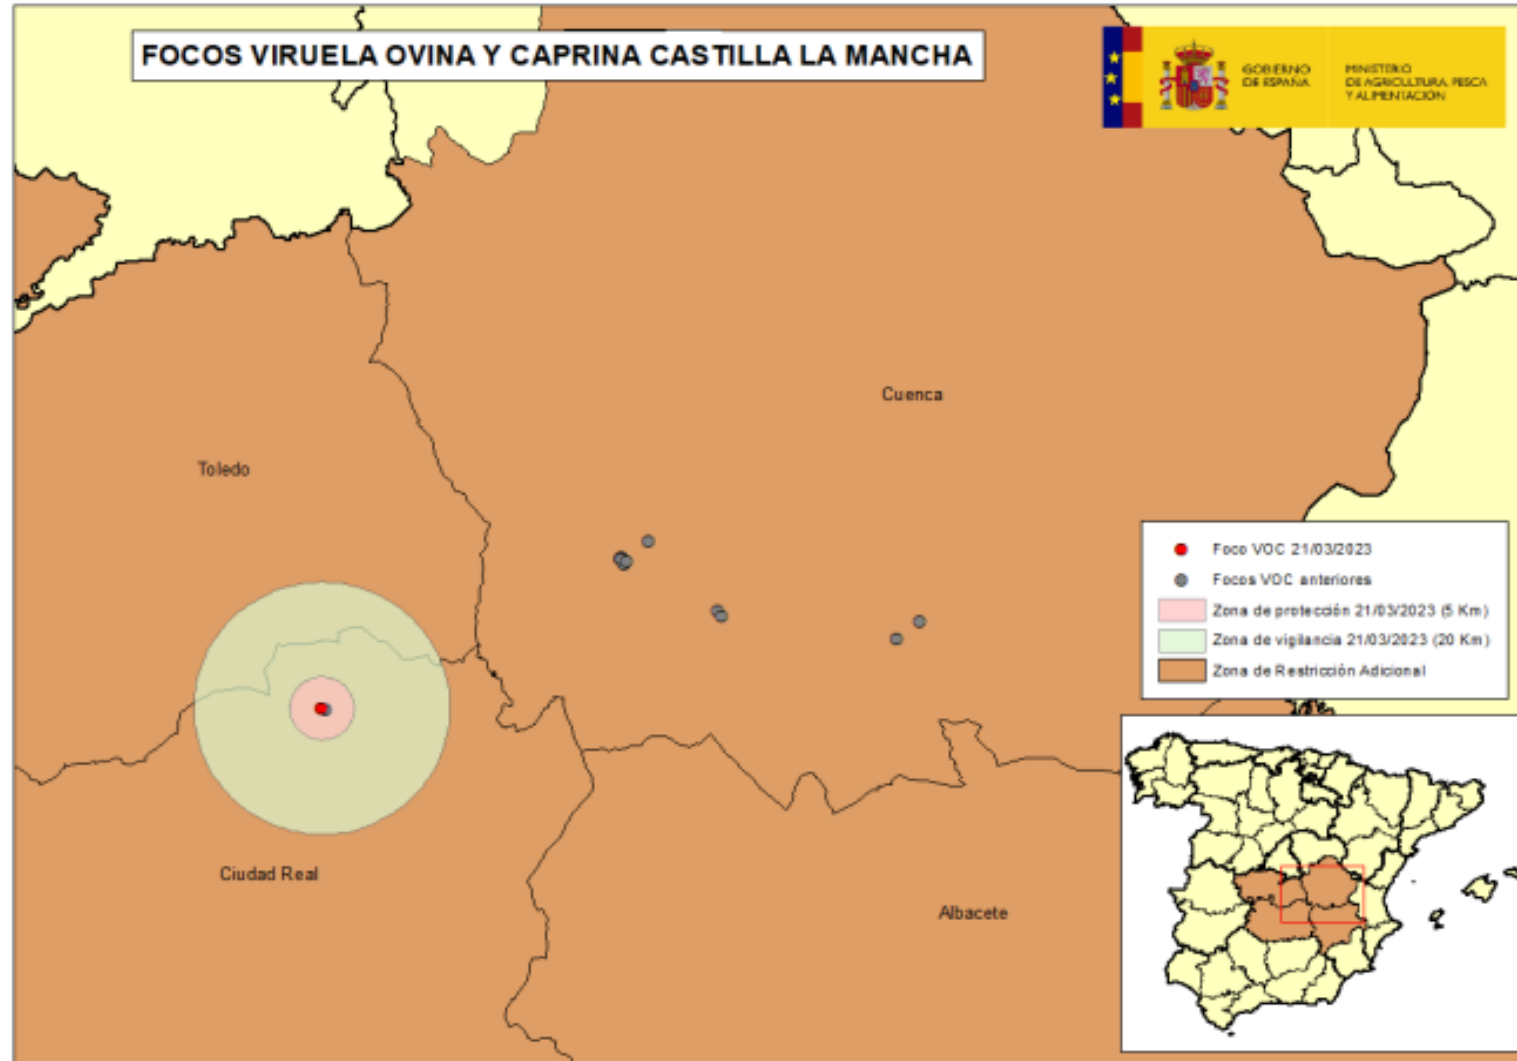 FOCOS VIRUELA OVINA Y CAPRINA CASTILLA LA MANCHA
GOBIERNO
DE ESPAÑA
MINISTERIO
DE AGRICULTURA, PESCA
Y ALIMENTACIÓN
Cuenca
Toledo
Foco VOC 21/03/2023
Focos VOC anteriores
Zona de protección 21/03/2023 (5 Km)
Zona de vigilancia 21/03/2023 (20 Km)
Zona de Restricción Adicional
Ciudad Real
Albacete